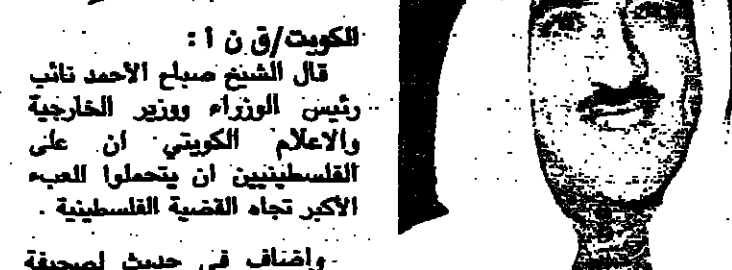 الكويت/ق ن ا :
قال الشيخ صباح الأحمد نائب
رئيس الوزراء ووزير الخارجية
والاعلام الكويتي ان على
الفلسطينيين ان يتحملوا العبء
الأكبر تجاه القضية الفلسطينية .
واضاف في حديث لصحيفة